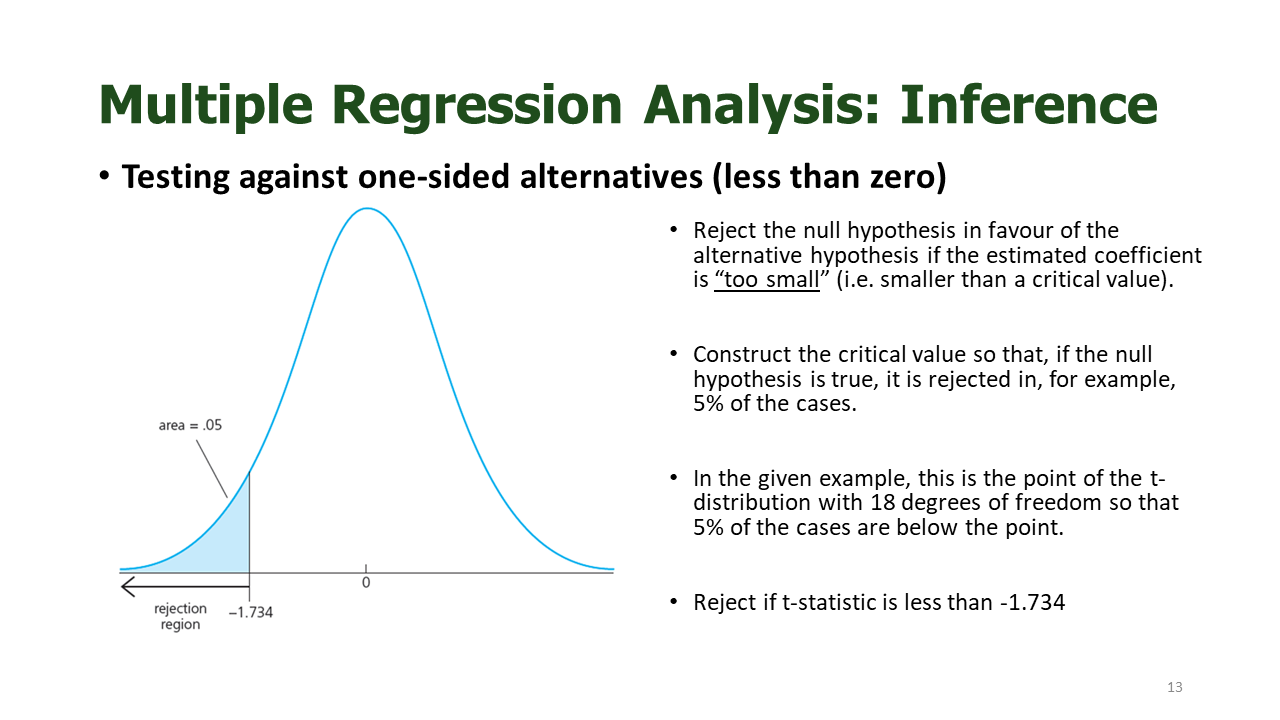 Multiple Regression Analysis: Inference
• Testing against one-sided alternatives (less than zero)
area = .05
0
rejection
region
–1.734
• Reject the null hypothesis in favour of the
alternative hypothesis if the estimated coefficient
is “too small” (i.e. smaller than a critical value).
• Construct the critical value so that, if the null
hypothesis is true, it is rejected in, for example,
5% of the cases.
• In the given example, this is the point of the t-
distribution with 18 degrees of freedom so that
5% of the cases are below the point.
• Reject if t-statistic is less than -1.734
13